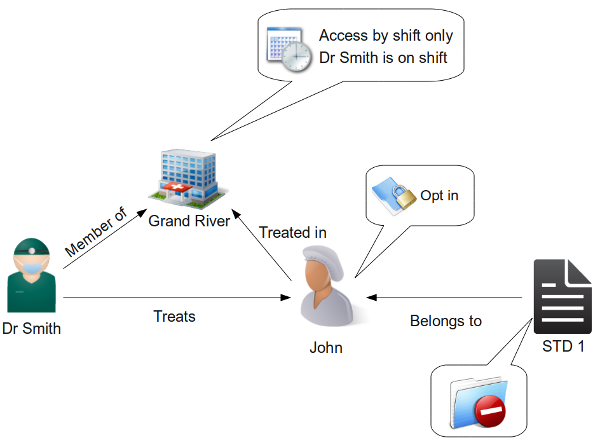 Access by shift only
Dr Smith is on shift
Opt in
Member of
Grand River
Treated in
Dr Smith
Treats
John
Belongs to
STD 1